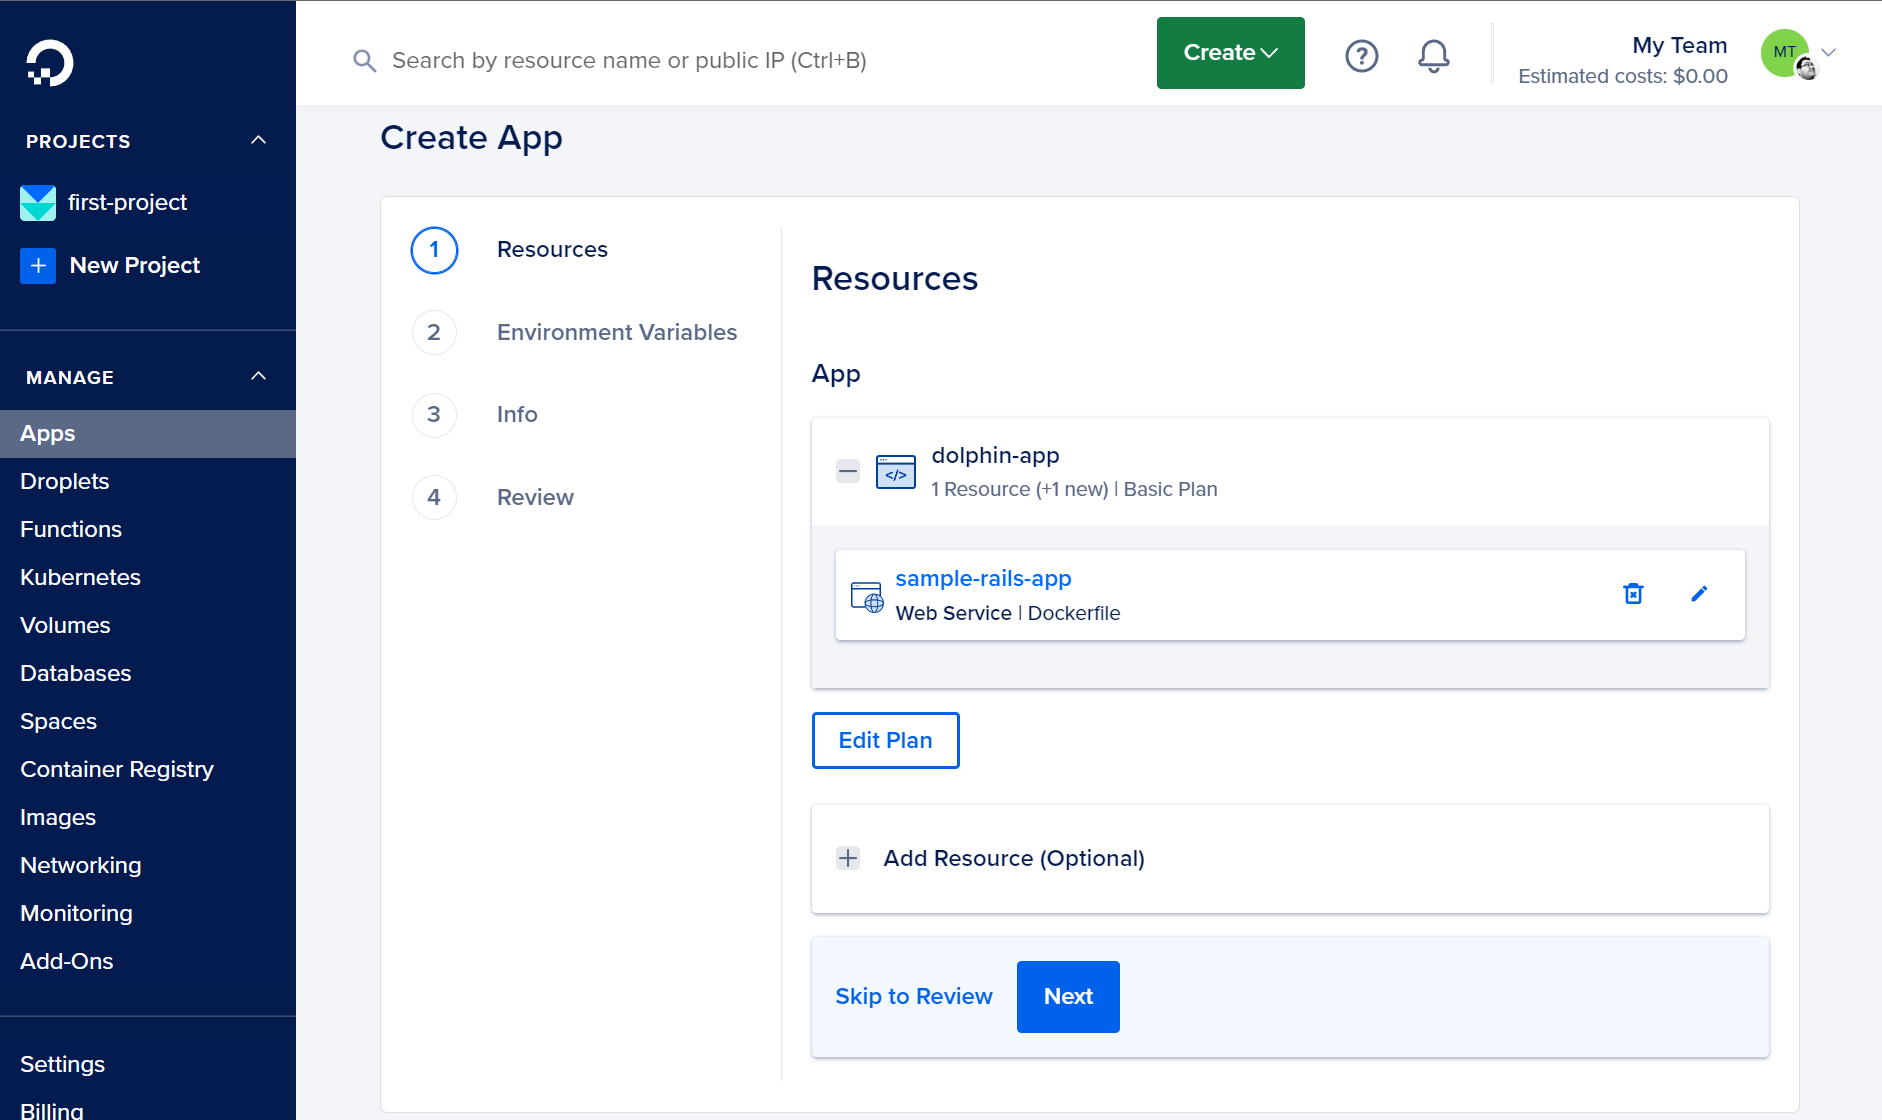 Search by resource name or public IP (Ctrl+B)
Create
?
My Team
Estimated costs: $0.00
MT
PROJECTS
first-project
+ New Project
MANAGE
Apps
Droplets
Functions
Kubernetes
Volumes
Databases
Spaces
Container Registry
Images
Networking
Monitoring
Add-Ons
Settings
Billing
Create App
1 Resources
2 Environment Variables
3 Info
4 Review
Resources
App
</>
dolphin-app
1 Resource (+1 new) | Basic Plan
sample-rails-app
Web Service | Dockerfile
Edit Plan
+ Add Resource (Optional)
Skip to Review
Next